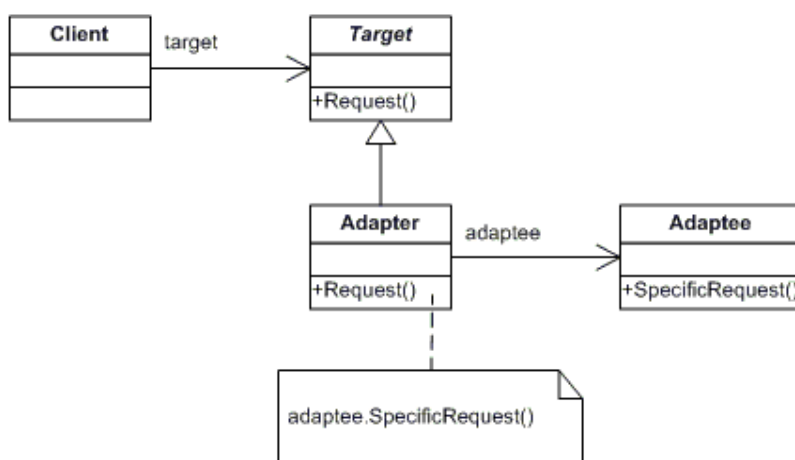 Client
target
Target
+Request()
Adapter
adaptee
Adaptee
+Request()
+SpecificRequest()
adaptee.SpecificRequest()